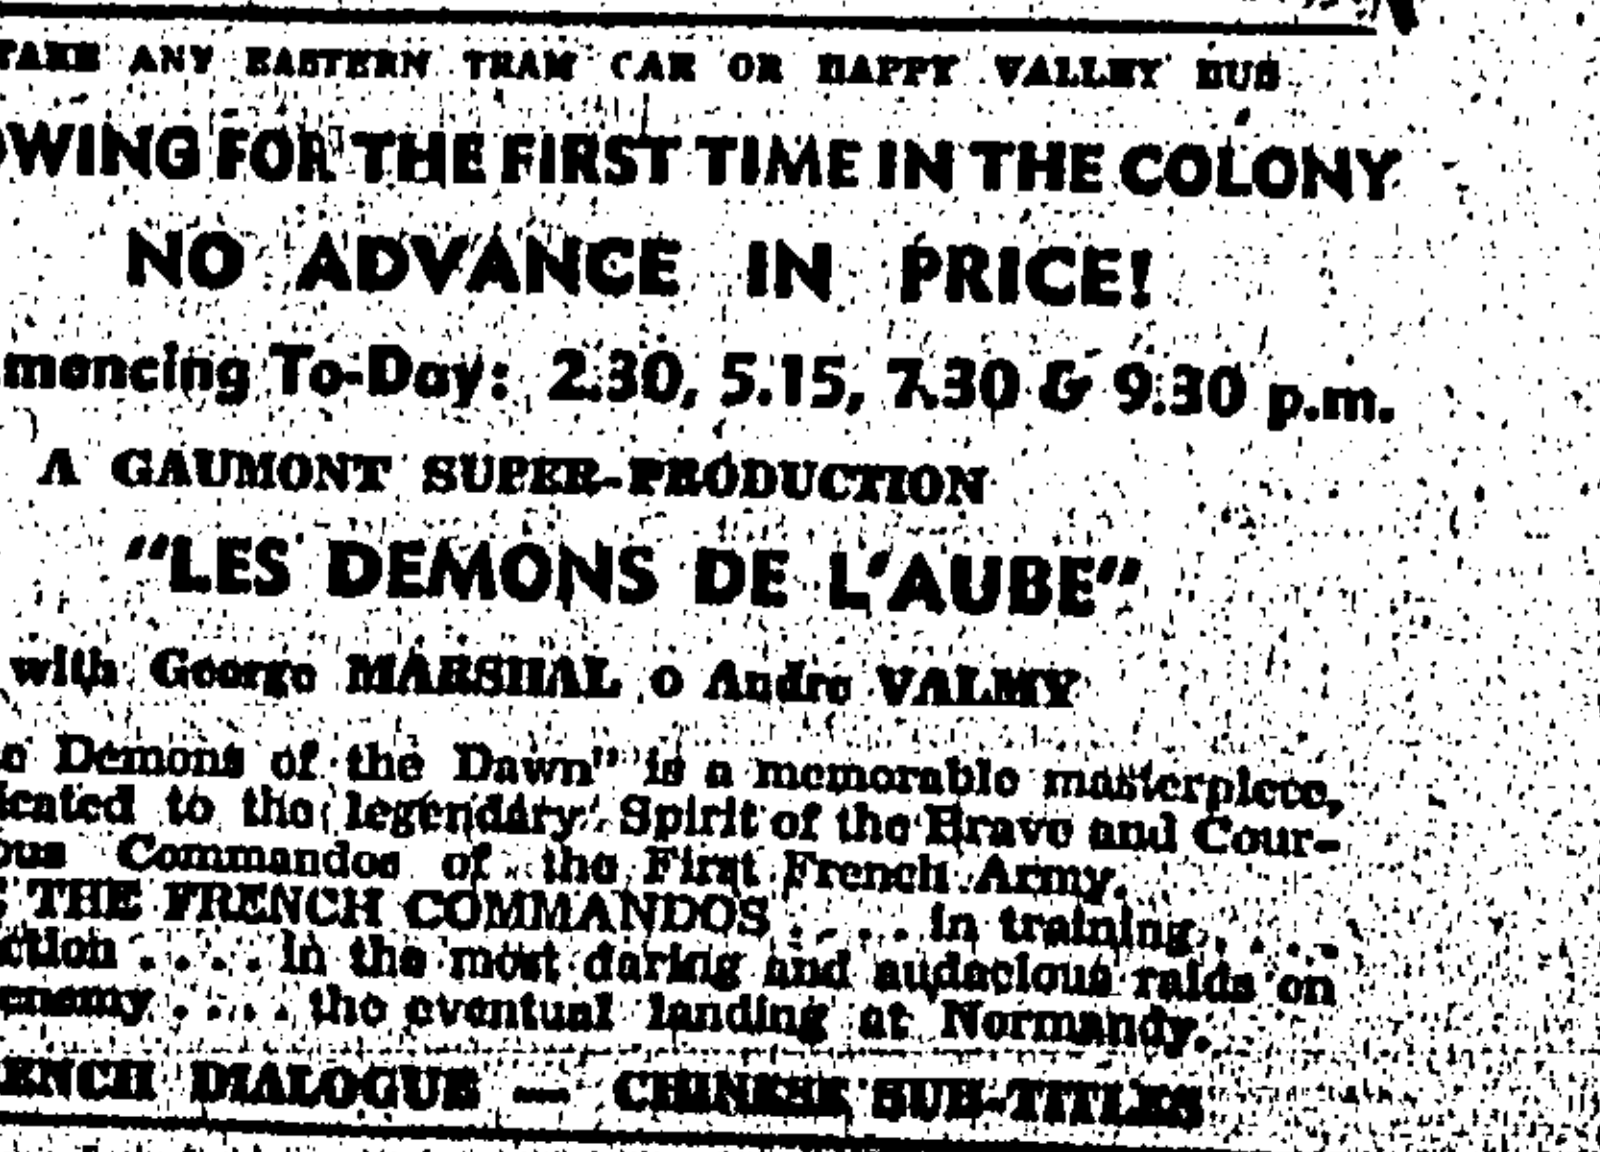 TAKE ANY EASTERN TRAM CAR OR HAPPY VALLEY BUS
OWING FOR THE FIRST TIME IN THE COLONY
NO ADVANCE IN PRICE!
mencing To-Day: 2.30, 5.15, 7.30 & 9.30 p.m.
A GAUMONT SUPER-PRODUCTION
"LES DEMONS DE L'AUBE"
with George MARSHAL o Andre VALMY
e Demons of the Dawn" is a memorable masterpiece,
icated to the legendary Spirit of the Brave and Cour-
ous Commandos of the First French Army.
THE FRENCH COMMANDOS .... in training ....
ction .... in the most daring and audacious raids on
enemy .... the eventual landing at Normandy.
ENCH DIALOGUE — CHINESE SUB-TITLES